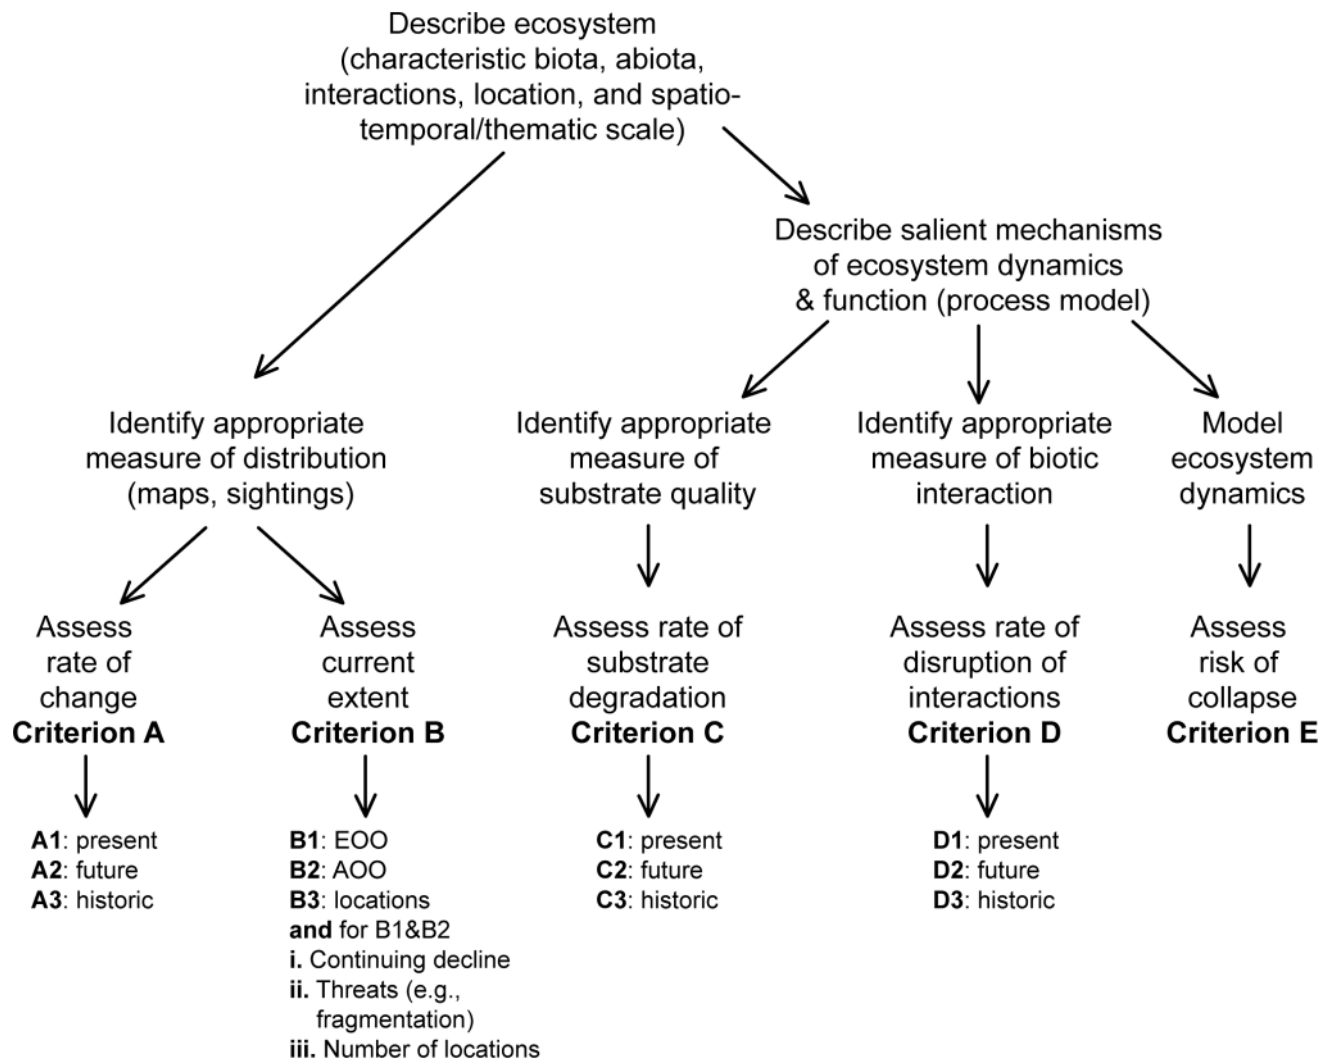 Describe ecosystem
(characteristic biota, abiota,
interactions, location, and spatio-
temporal/thematic scale)
Describe salient mechanisms
of ecosystem dynamics
& function (process model)
Identify appropriate
measure of distribution
(maps, sightings)
Identify appropriate
measure of
substrate quality
Identify appropriate
measure of biotic
interaction
Model
ecosystem
dynamics
Assess
rate of
change
Criterion A
Assess
current
extent
Criterion B
Assess rate of
substrate
degradation
Criterion C
Assess rate of
disruption of
interactions
Criterion D
Assess
risk of
collapse
Criterion E
A1: present
A2: future
A3: historic
B1: EOO
B2: AOO
B3: locations
and for B1&B2
i. Continuing decline
ii. Threats (e.g.,
fragmentation)
iii. Number of locations
C1: present
C2: future
C3: historic
D1: present
D2: future
D3: historic